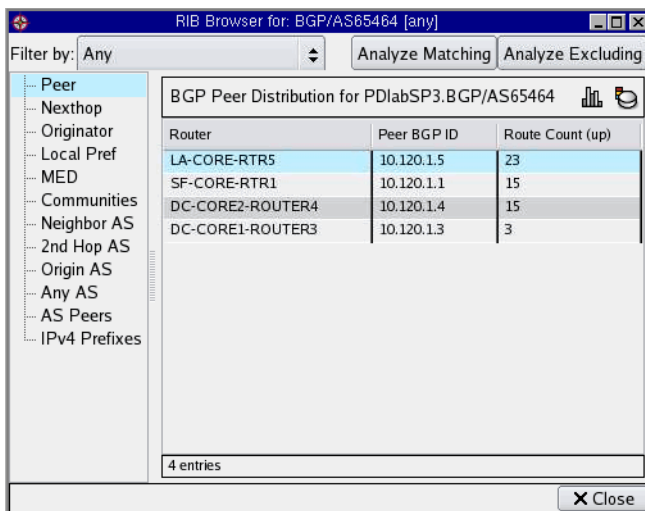 RIB Browser for: BGP/AS65464 [any]
Filter by: Any Analyze Matching Analyze Excluding
Peer
Nexthop
Originator
Local Pref
MED
Communities
Neighbor AS
2nd Hop AS
Origin AS
Any AS
AS Peers
IPv4 Prefixes
BGP Peer Distribution for PDlabSP3.BGP/AS65464
Router Peer BGP ID Route Count (up)
LA-CORE-RTR5 10.120.1.5 23
SF-CORE-RTR1 10.120.1.1 15
DC-CORE2-ROUTER4 10.120.1.4 15
DC-CORE1-ROUTER3 10.120.1.3 3
4 entries
Close